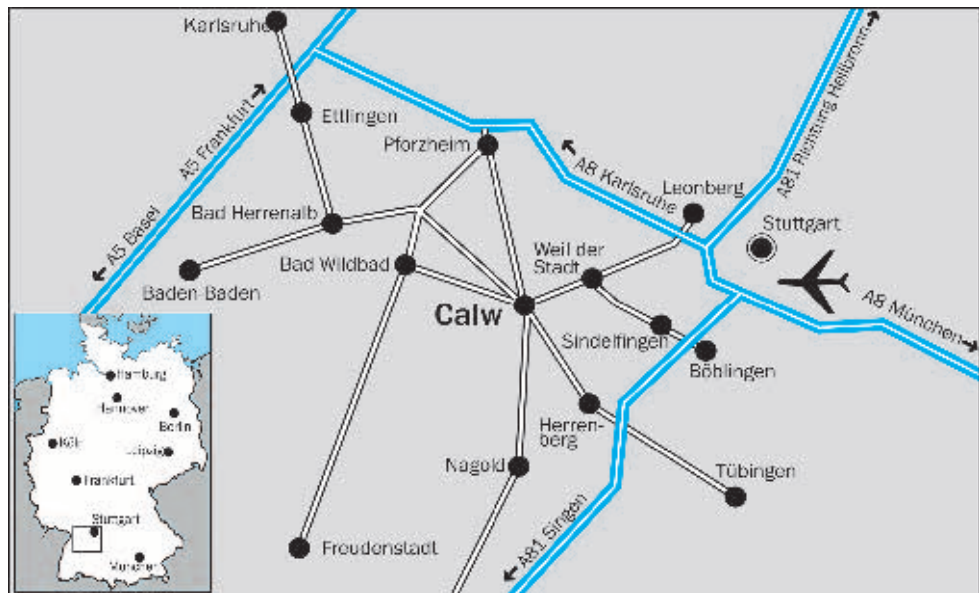 Karlsruhe
Ettlingen
Pforzheim
A5 Frankfurt
A5 Basel
A8 Karlsruhe
A81 Richtung Heilbronn
Leonberg
Stuttgart
Bad Herrenalb
Weil der
Stadt
Bad Wildbad
Baden-Baden
Calw
A8 München
Sindelfingen
Böblingen
Herren-
berg
Nagold
Tübingen
Freudenstadt
A81 Singen
Hamburg
Hannover
Berlin
Köln
Leipzig
Frankfurt
Stuttgart
München